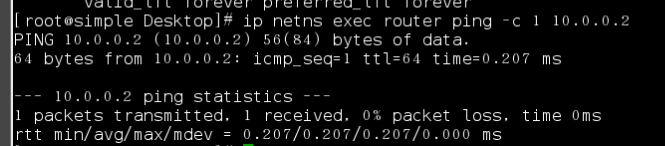 valid_lft forever preferred_lft forever
[root@simple Desktop]# ip netns exec router ping -c 1 10.0.0.2
PING 10.0.0.2 (10.0.0.2) 56(84) bytes of data.
64 bytes from 10.0.0.2: icmp_seq=1 ttl=64 time=0.207 ms
--- 10.0.0.2 ping statistics ---
1 packets transmitted, 1 received, 0% packet loss, time 0ms
rtt min/avg/max/mdev = 0.207/0.207/0.207/0.000 ms